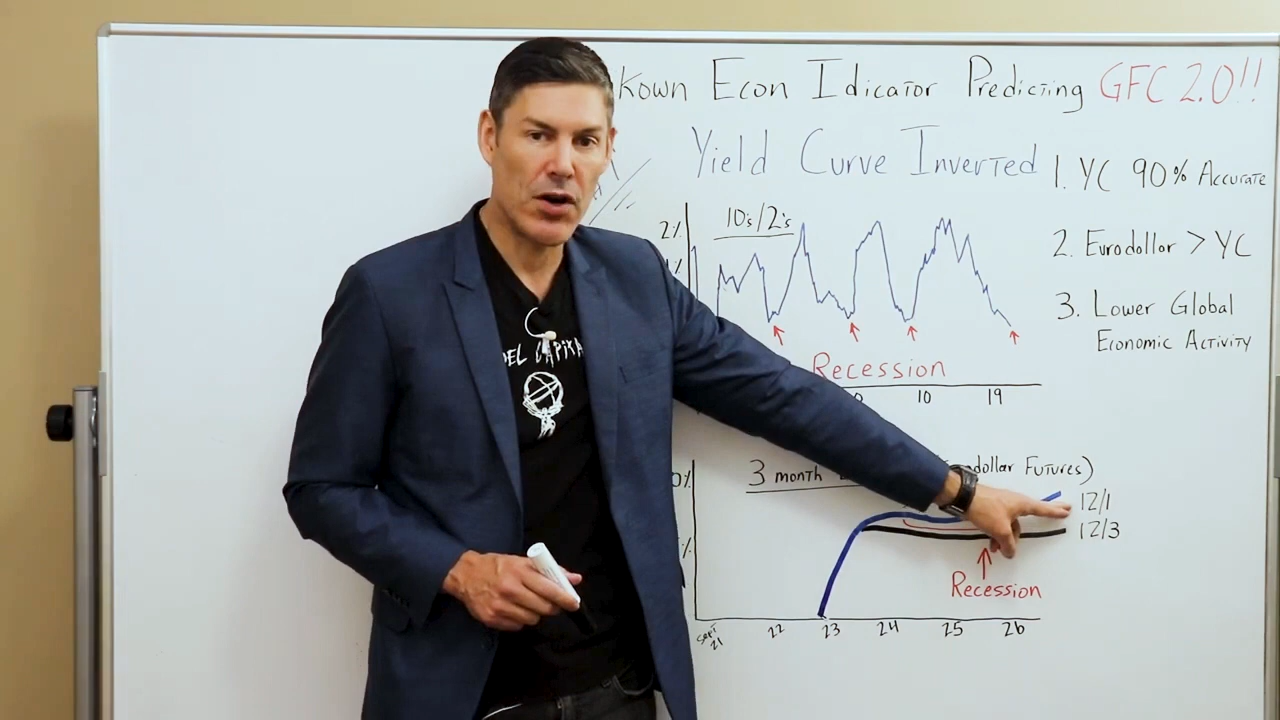 kown Econ Idicator Predicting GFC 2.0!!
Yield Curve Inverted
1. YC 90% Accurate
2. Eurodollar > YC
3. Lower Global
Economic Activity
2%
10's/2's
Recession
10
19
3 month
dollar Futures)
12/1
12/3
Recession
Sept
21
22
23
24
25
26